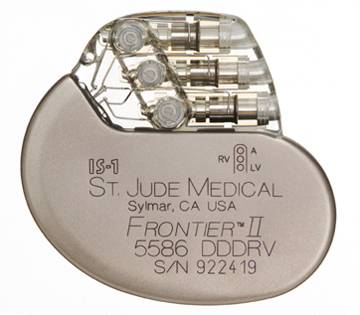 IS-1
RV A
LV
ST. JUDE MEDICAL
Sylmar, CA USA
FRONTIER™ II
5586 DDDRV
S/N 922419